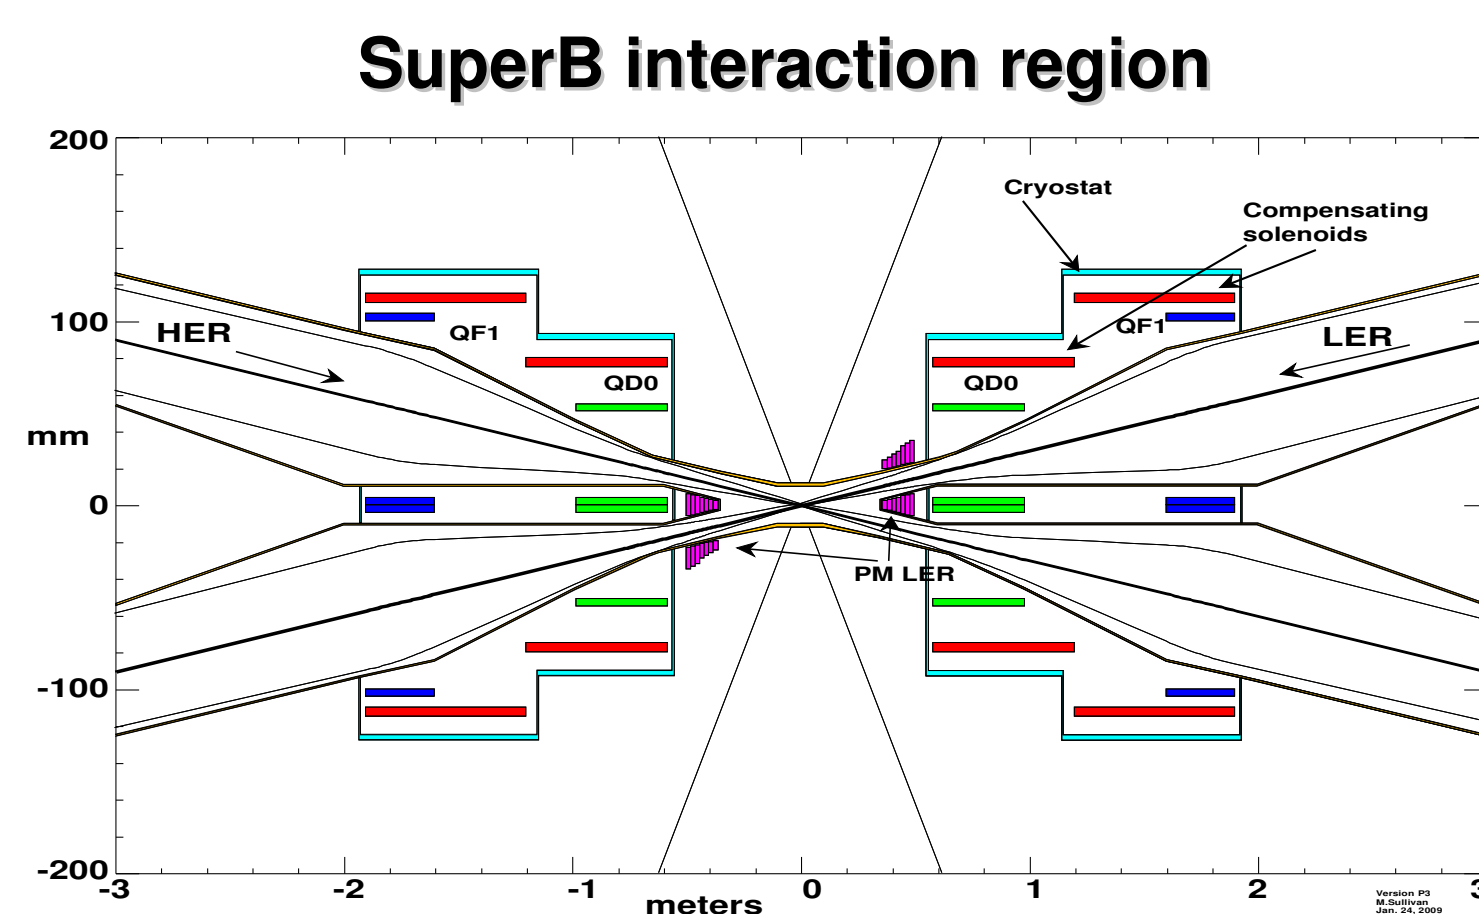 SuperB interaction region
200
Cryostat
Compensating
solenoids
100
HER
QF1
QF1
LER
QD0
QD0
mm
0
PM LER
-100
-200
-3
-2
-1
0
1
2
3
meters
Version P3
M.Sullivan
Jan. 24, 2009